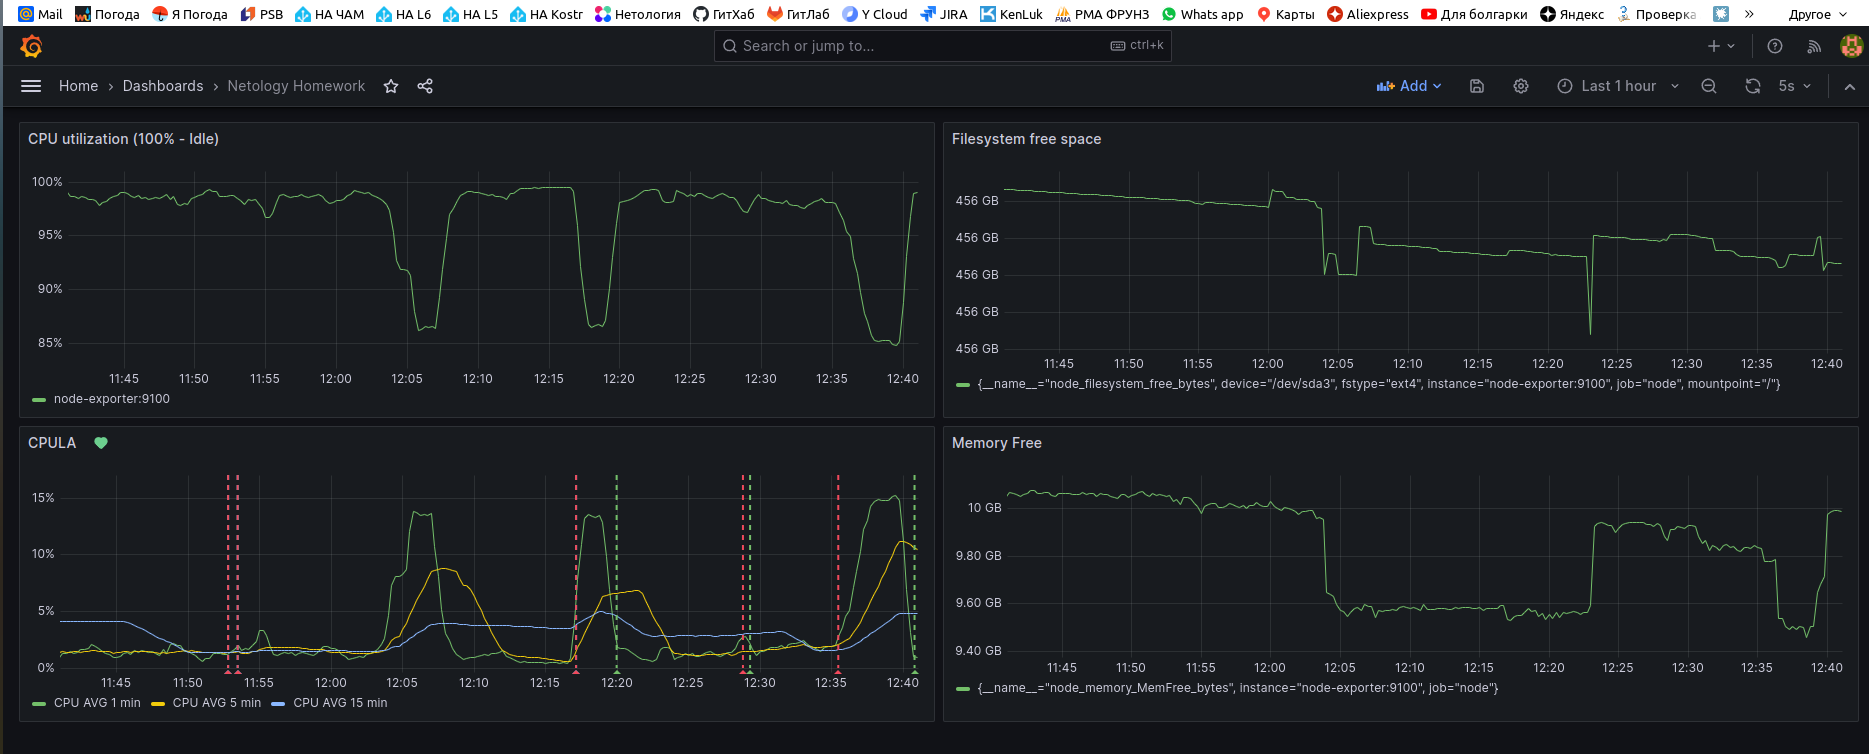 Mail Погода Я Погода PSB НА ЧАМ НА L6 НА L5 НА Kostr Нетология ГитХаб ГитЛаб Y Cloud JIRA KenLuk РМА ФРУНЗ Whats app Карты Aliexpress Для болгарки Яндекс Проверка » Другое
Search or jump to... ctrl+k
Home › Dashboards › Netology Homework Add Last 1 hour 5s
CPU utilization (100% - Idle)
100%
95%
90%
85%
11:45 11:50 11:55 12:00 12:05 12:10 12:15 12:20 12:25 12:30 12:35 12:40
node-exporter:9100
Filesystem free space
456 GB
456 GB
456 GB
456 GB
456 GB
11:45 11:50 11:55 12:00 12:05 12:10 12:15 12:20 12:25 12:30 12:35 12:40
{__name__="node_filesystem_free_bytes", device="/dev/sda3", fstype="ext4", instance="node-exporter:9100", job="node", mountpoint="/"}
CPULA
15%
10%
5%
0%
11:45 11:50 11:55 12:00 12:05 12:10 12:15 12:20 12:25 12:30 12:35 12:40
CPU AVG 1 min CPU AVG 5 min CPU AVG 15 min
Memory Free
10 GB
9.80 GB
9.60 GB
9.40 GB
11:45 11:50 11:55 12:00 12:05 12:10 12:15 12:20 12:25 12:30 12:35 12:40
{__name__="node_memory_MemFree_bytes", instance="node-exporter:9100", job="node"}